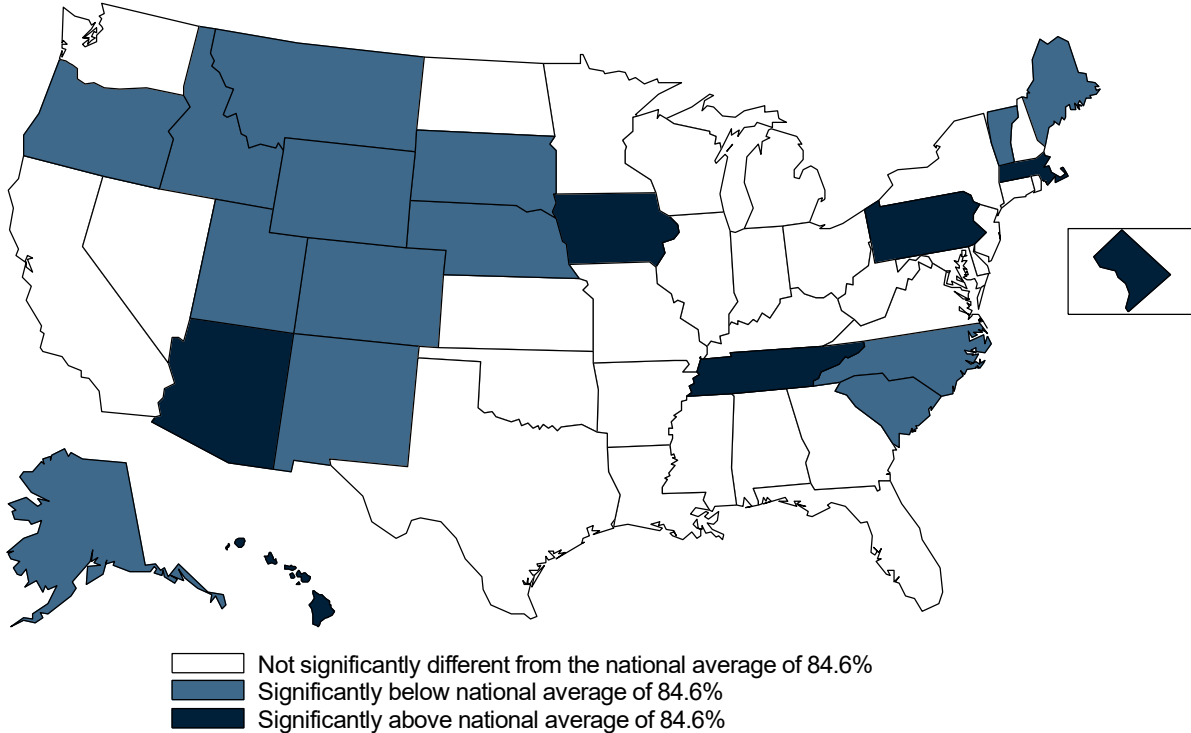 Not significantly different from the national average of 84.6%
Significantly below national average of 84.6%
Significantly above national average of 84.6%